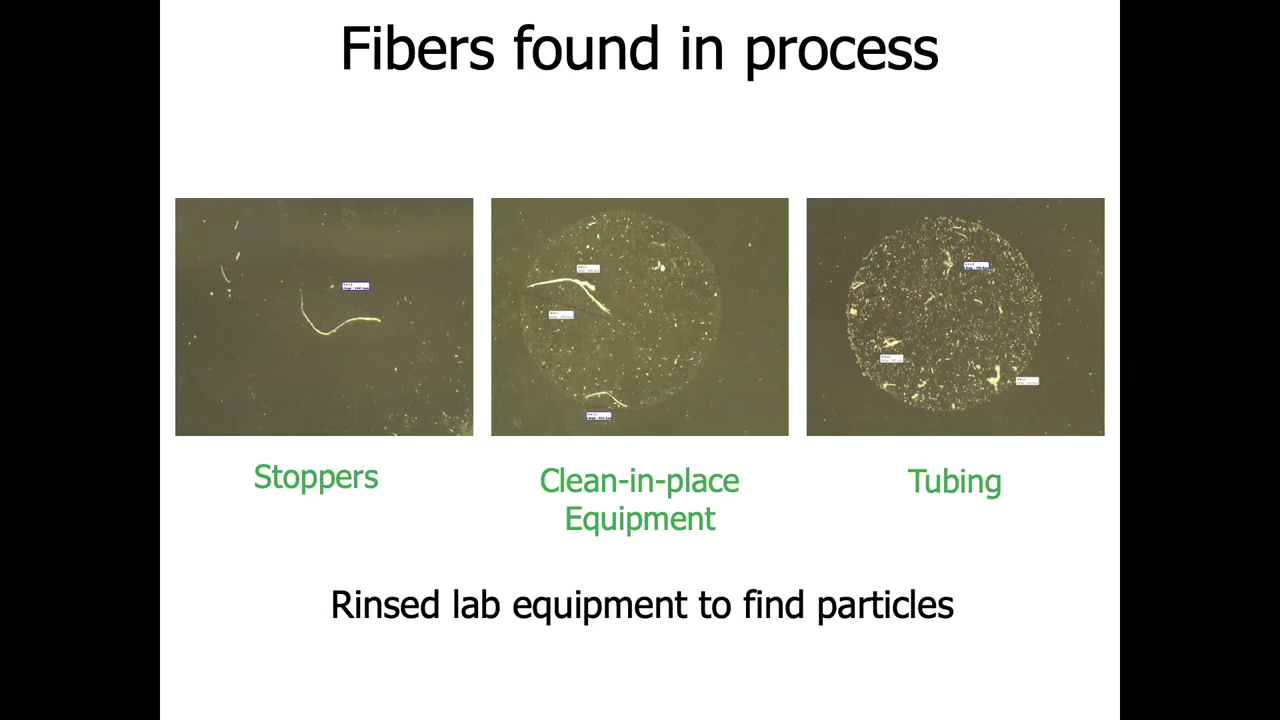 Fibers found in process
Stoppers
Clean-in-place
Equipment
Tubing
Rinsed lab equipment to find particles